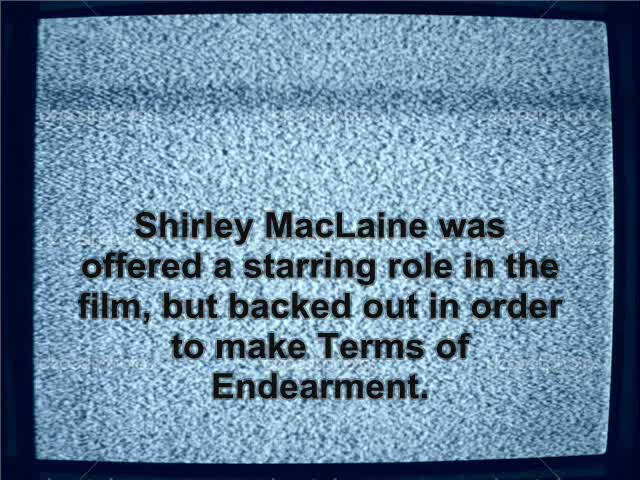 Shirley MacLaine was
offered a starring role in the
film, but backed out in order
to make Terms of
Endearment.